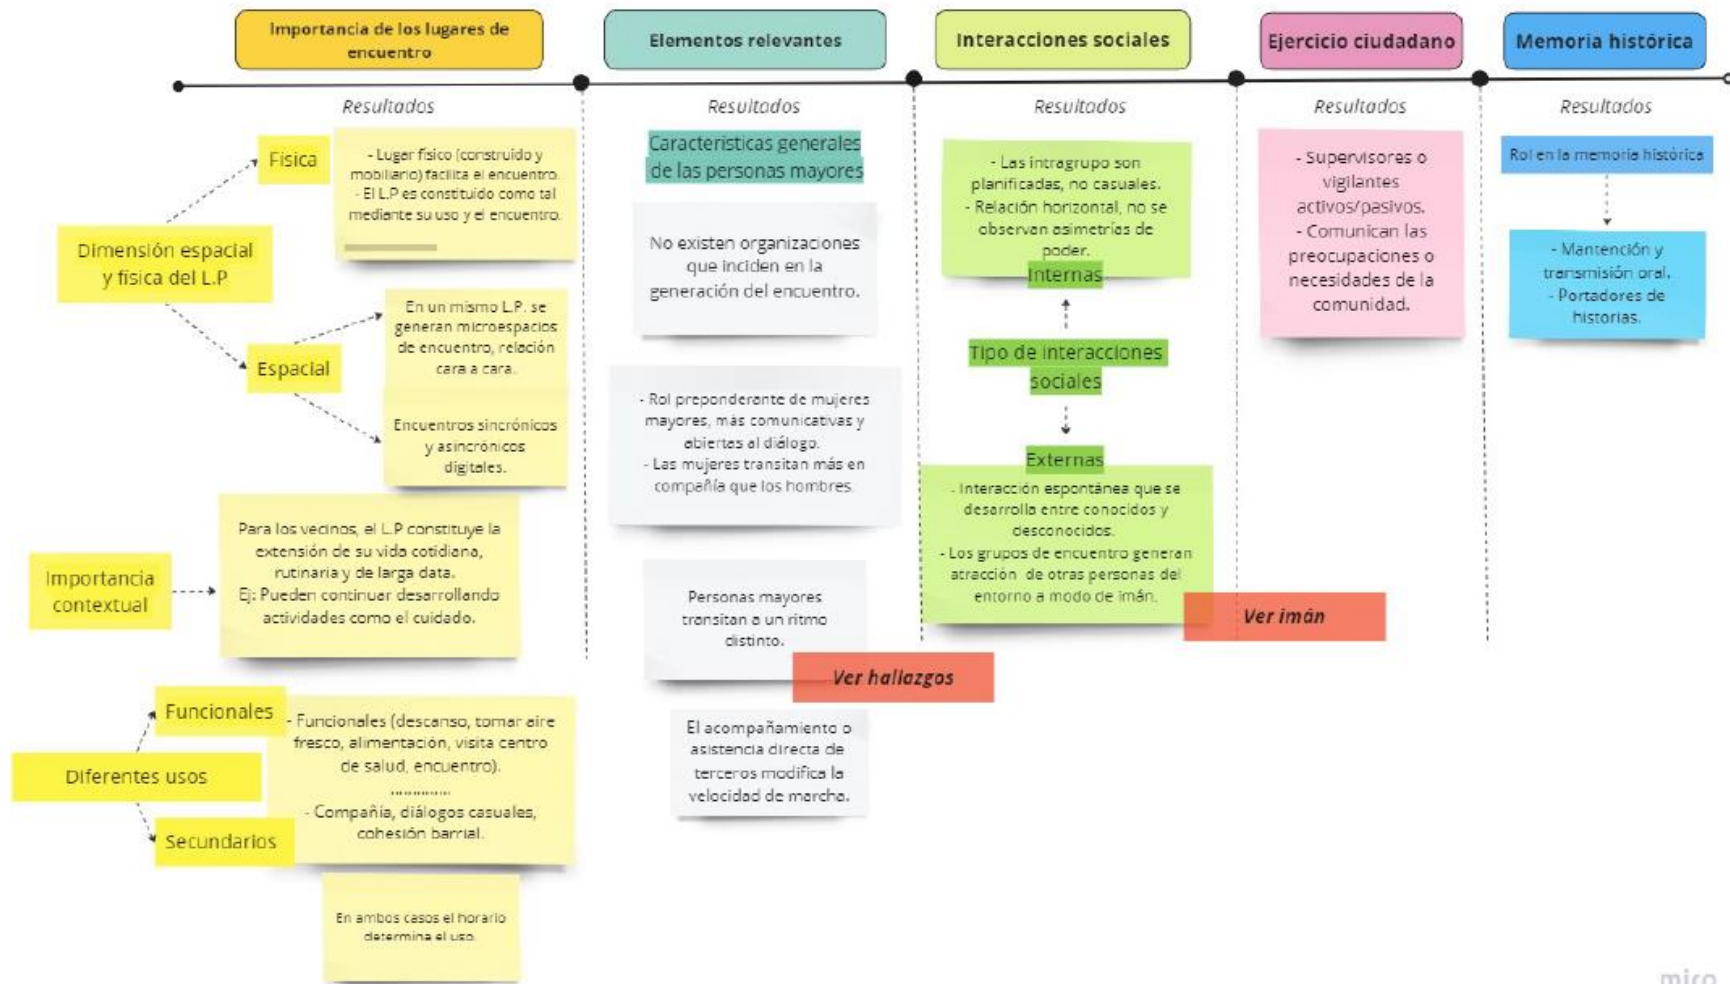 Importancia de los lugares de
encuentro
Elementos relevantes
Interacciones sociales
Ejercicio ciudadano
Memoria histórica
Resultados
Física
- Lugar físico (construido y
mobiliario) facilita el encuentro.
- El L.P es constituido como tal
mediante su uso y el encuentro.
Dimensión espacial
y física del L.P
Espacial
En un mismo L.P. se
generan microespacios
de encuentro, relación
cara a cara.
Encuentros sincrónicos
y asincrónicos
digitales.
Importancia
contextual
Para los vecinos, el L.P constituye la
extensión de su vida cotidiana,
rutinaria y de larga data.
Ej: Pueden continuar desarrollando
actividades como el cuidado.
Funcionales
Diferentes usos
Secundarios
- Funcionales (descanso, tomar aire
fresco, alimentación, visita centro
de salud, encuentro).
..............
- Compañía, diálogos casuales,
cohesión barrial.
En ambos casos el horario
determina el uso.
Resultados
Características generales
de las personas mayores
No existen organizaciones
que inciden en la
generación del encuentro.
- Rol preponderante de mujeres
mayores, más comunicativas y
abiertas al diálogo.
- Las mujeres transitan más en
compañía que los hombres.
Personas mayores
transitan a un ritmo
distinto.
Ver hallazgos
El acompañamiento o
asistencia directa de
terceros modifica la
velocidad de marcha.
Resultados
- Las intragrupo son
planificadas, no casuales.
- Relación horizontal, no se
observan asimetrías de
poder.
Internas
Tipo de interacciones
sociales
Externas
- Interacción espontánea que se
desarrolla entre conocidos y
desconocidos.
- Los grupos de encuentro generan
atracción de otras personas del
entorno a modo de imán.
Ver imán
Resultados
- Supervisores o
vigilantes
activos/pasivos.
- Comunican las
preocupaciones o
necesidades de la
comunidad.
Resultados
Rol en la memoria histórica
- Mantención y
transmisión oral.
- Portadores de
historias.
miro